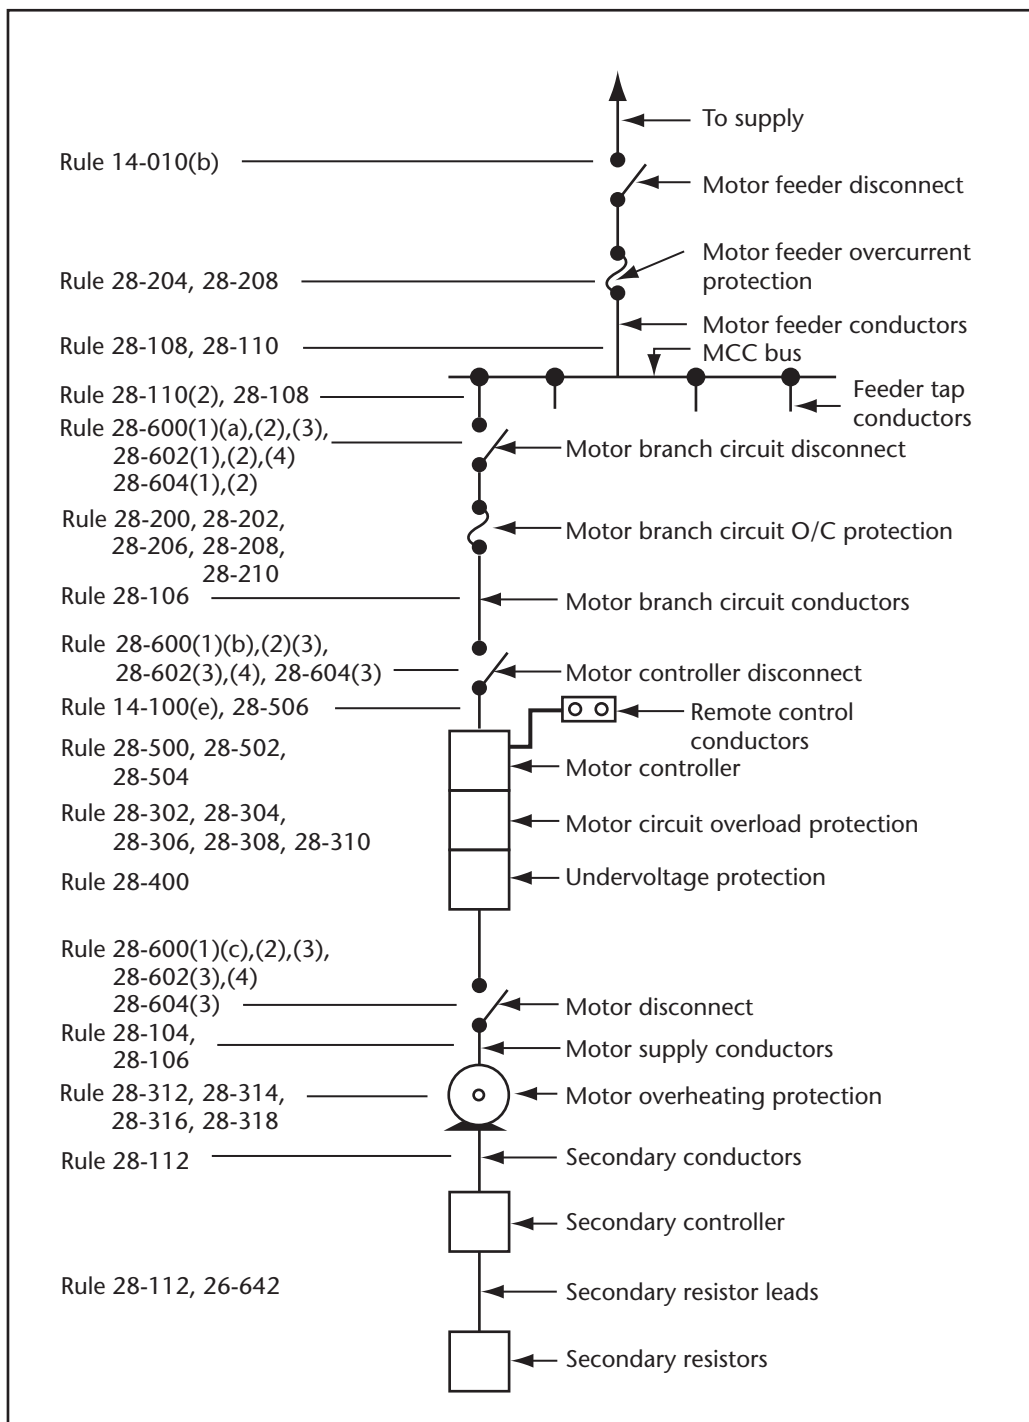 To supply
Rule 14-010(b)
Motor feeder disconnect
Motor feeder overcurrent
protection
Rule 28-204, 28-208
Motor feeder conductors
Rule 28-108, 28-110
MCC bus
Rule 28-110(2), 28-108
Feeder tap
conductors
Rule 28-600(1)(a),(2),(3),
28-602(1),(2),(4)
28-604(1),(2)
Motor branch circuit disconnect
Rule 28-200, 28-202,
28-206, 28-208,
28-210
Motor branch circuit O/C protection
Rule 28-106
Motor branch circuit conductors
Rule 28-600(1)(b),(2)(3),
28-602(3),(4), 28-604(3)
Motor controller disconnect
Rule 14-100(e), 28-506
Remote control
conductors
Rule 28-500, 28-502,
28-504
Motor controller
Rule 28-302, 28-304,
28-306, 28-308, 28-310
Motor circuit overload protection
Rule 28-400
Undervoltage protection
Rule 28-600(1)(c),(2),(3),
28-602(3),(4)
28-604(3)
Motor disconnect
Rule 28-104,
28-106
Motor supply conductors
Rule 28-312, 28-314,
28-316, 28-318
Motor overheating protection
Rule 28-112
Secondary conductors
Secondary controller
Rule 28-112, 26-642
Secondary resistor leads
Secondary resistors